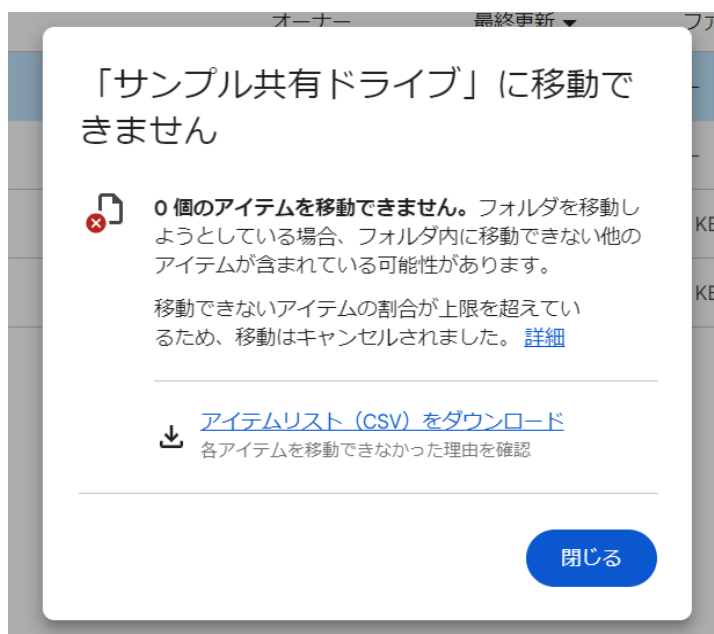 オーナー 最終更新 ファ
「サンプル共有ドライブ」に移動で
きません
0 個のアイテムを移動できません。フォルダを移動し
ようとしている場合、フォルダ内に移動できない他の
アイテムが含まれている可能性があります。
KB
移動できないアイテムの割合が上限を超えてい
るため、移動はキャンセルされました。 詳細
アイテムリスト（CSV）をダウンロード
各アイテムを移動できなかった理由を確認
閉じる